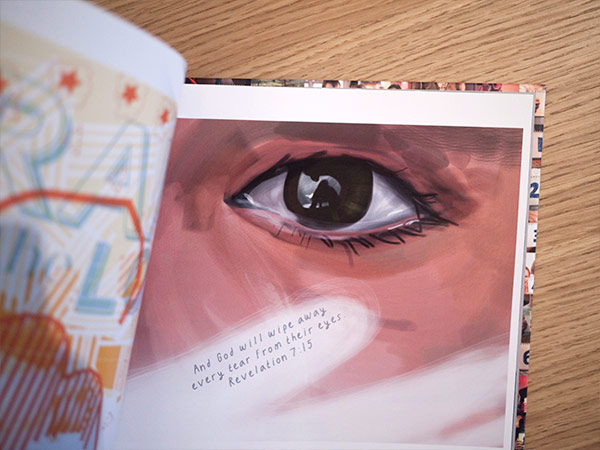 And God will wipe away
every tear from their eyes.
Revelation 7:15